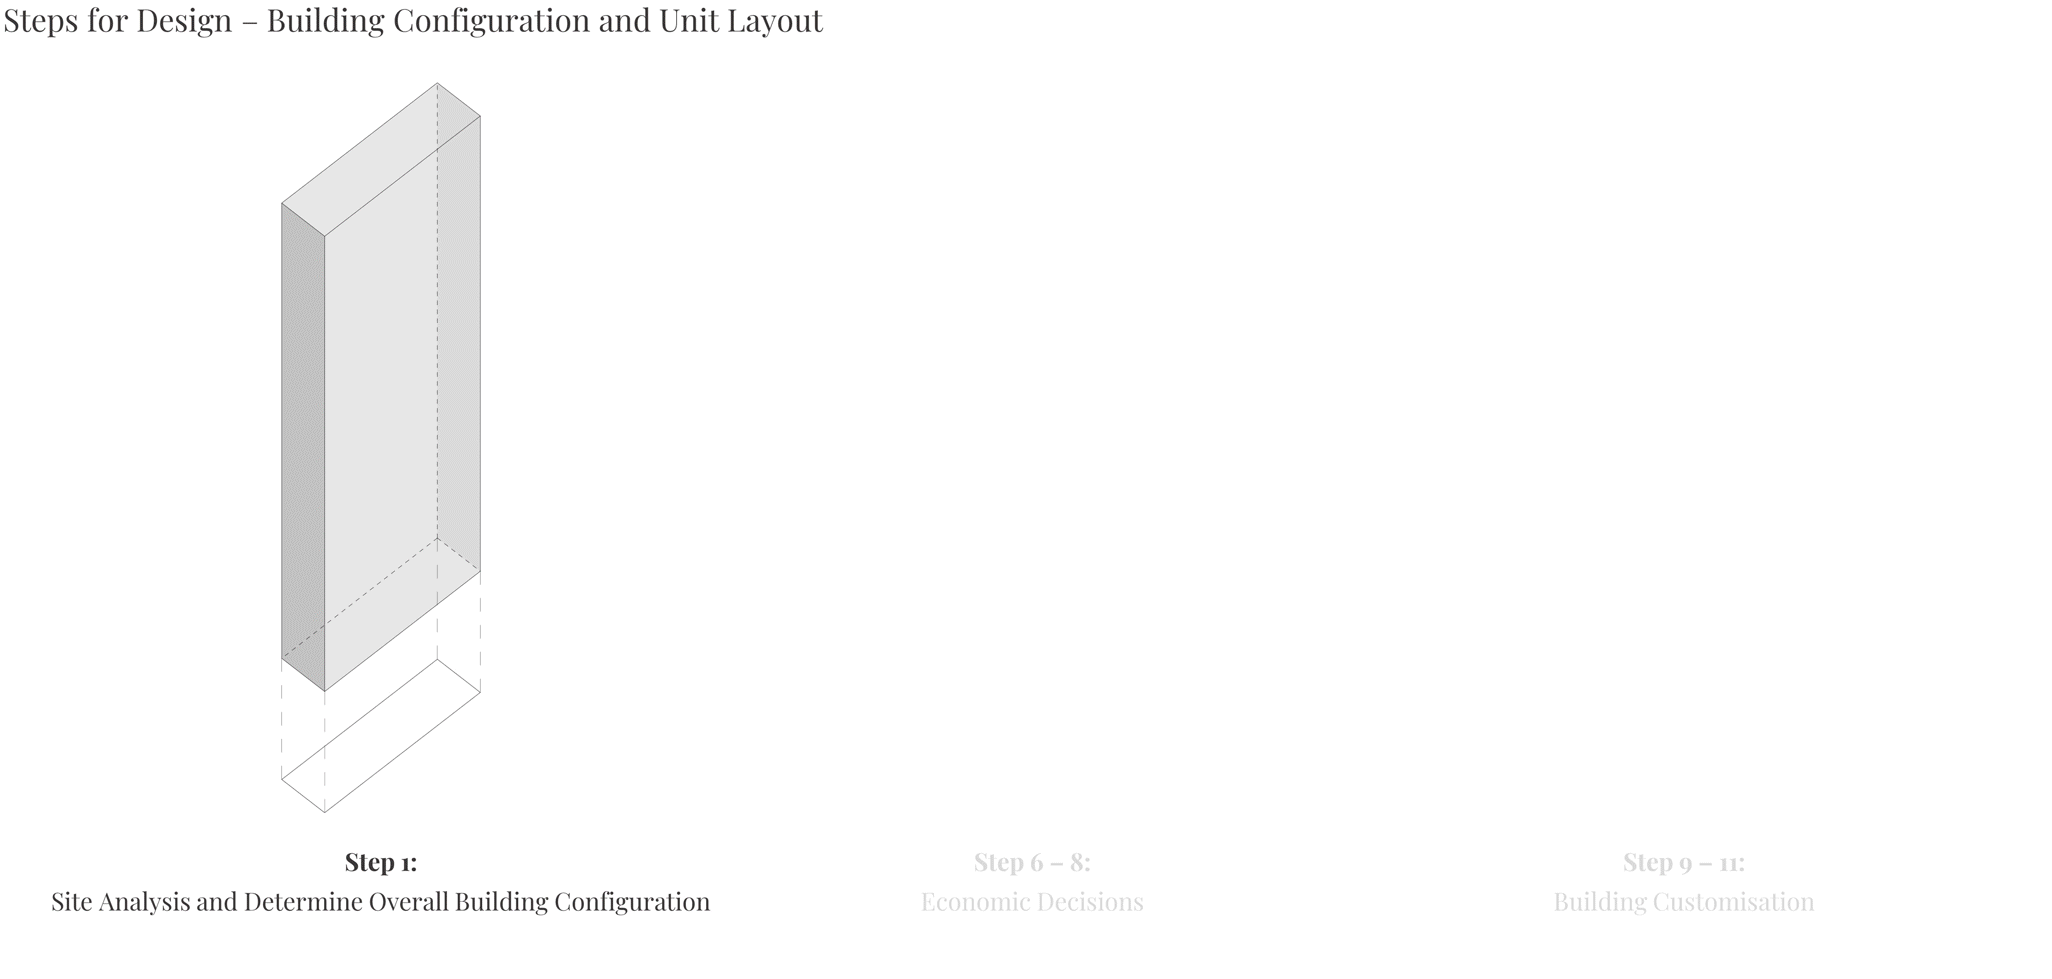 Steps for Design – Building Configuration and Unit Layout
Step 1:
Site Analysis and Determine Overall Building Configuration
Step 6 – 8:
Economic Decisions
Step 9 – 11:
Building Customisation